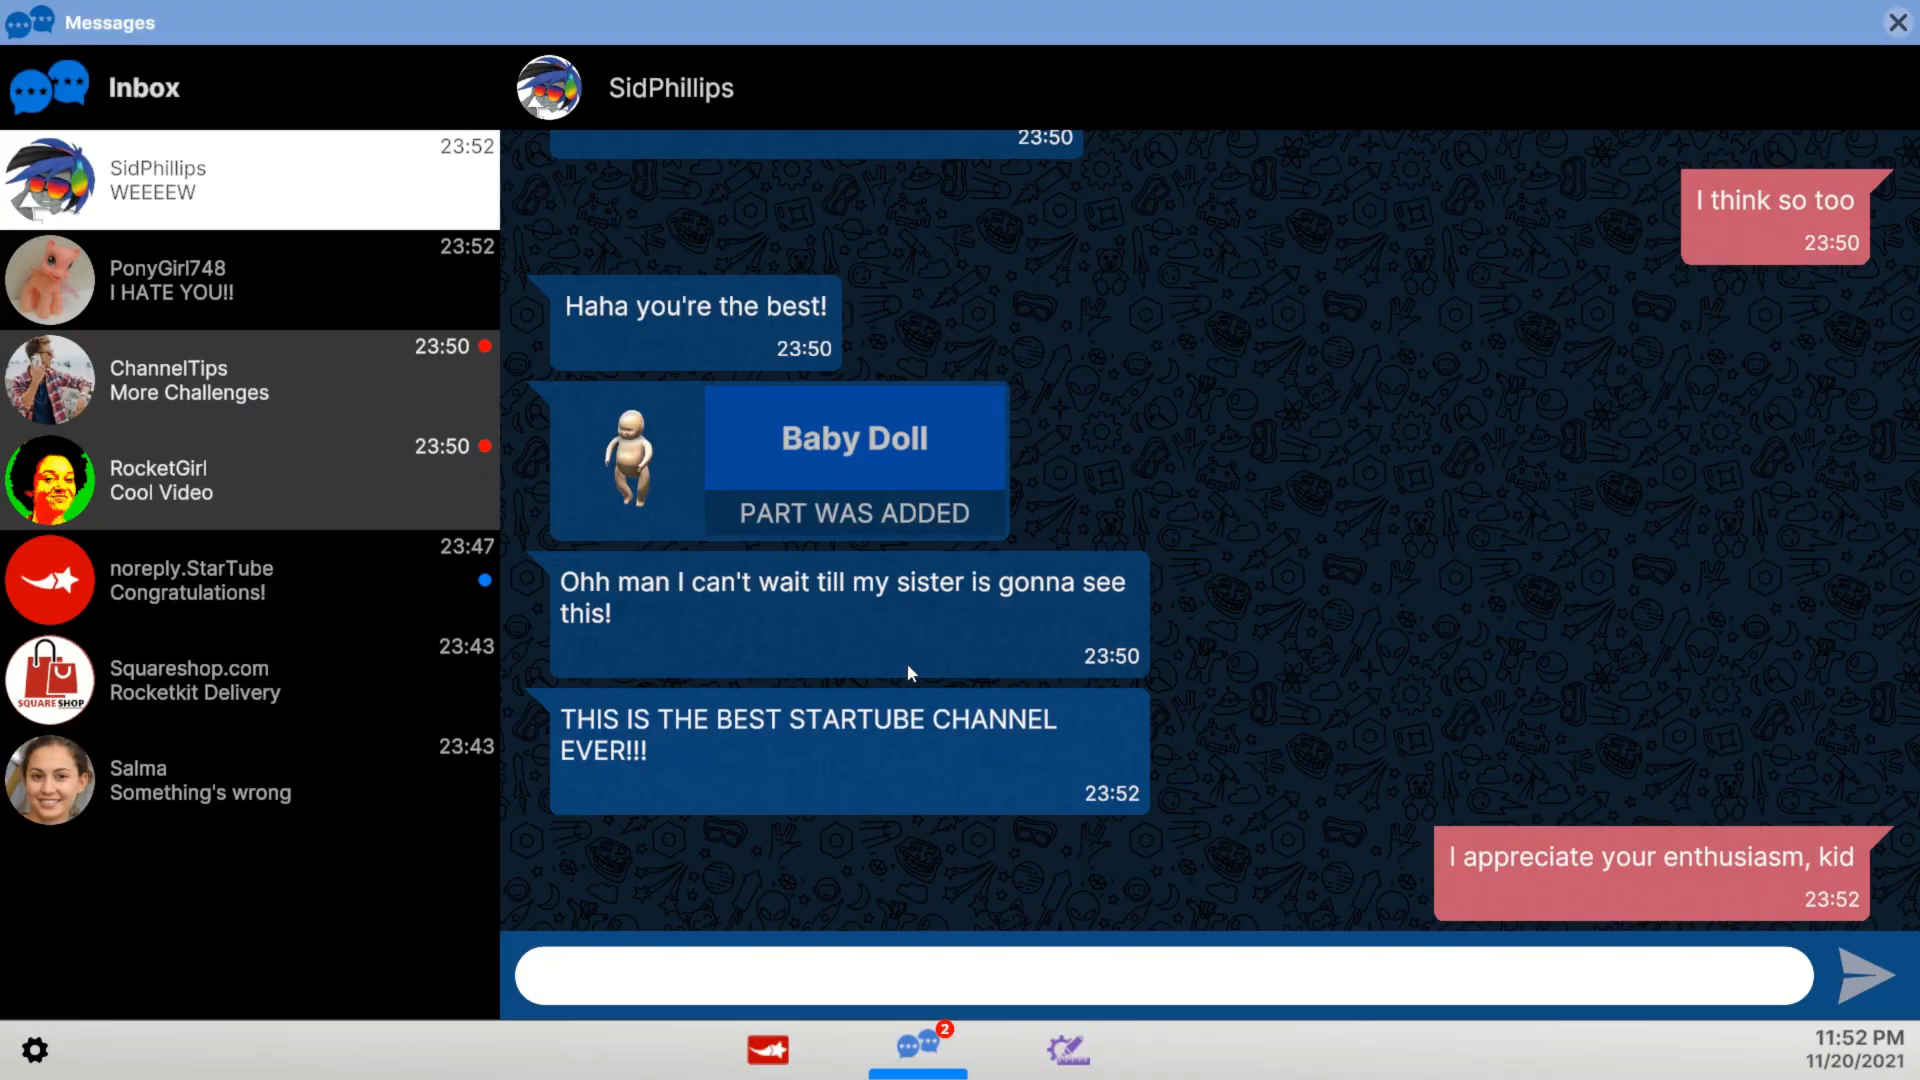 Messages
Inbox
SidPhillips
23:52
SidPhillips
WEEEEW
23:52
PonyGirl748
I HATE YOU!!
23:50
ChannelTips
More Challenges
23:50
RocketGirl
Cool Video
23:47
noreply.StarTube
Congratulations!
23:43
Squareshop.com
Rocketkit Delivery
SQUARE SHOP
23:43
Salma
Something's wrong
23:50
I think so too
23:50
Haha you're the best!
23:50
Baby Doll
PART WAS ADDED
Ohh man I can't wait till my sister is gonna see
this!
23:50
THIS IS THE BEST STARTUBE CHANNEL
EVER!!!
23:52
I appreciate your enthusiasm, kid
23:52
2
11:52 PM
11/20/2021